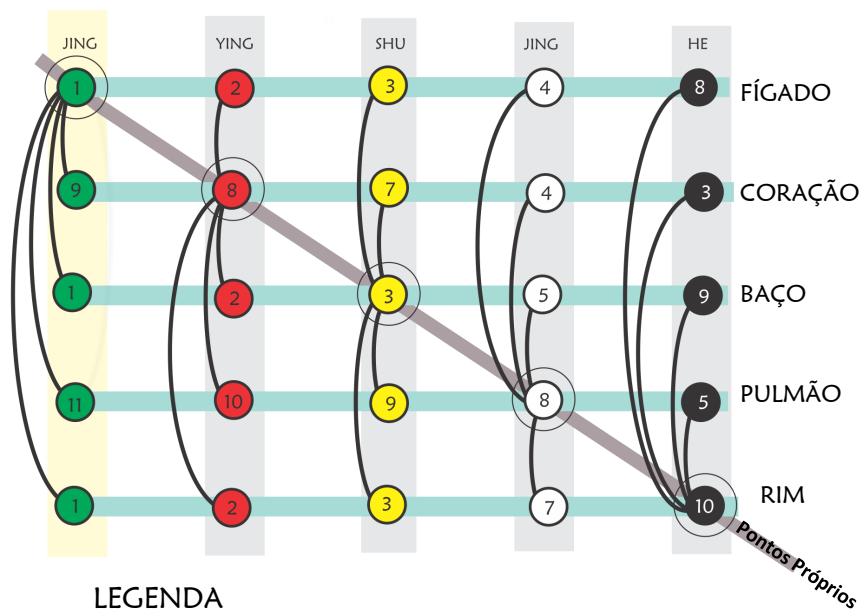 JING YING SHU JING HE
1 2 3 4 8 FÍGADO
9 8 7 4 3 CORAÇÃO
1 2 3 5 9 BAÇO
11 10 9 8 5 PULMÃO
1 2 3 7 10 RIM
Pontos Próprios
LEGENDA